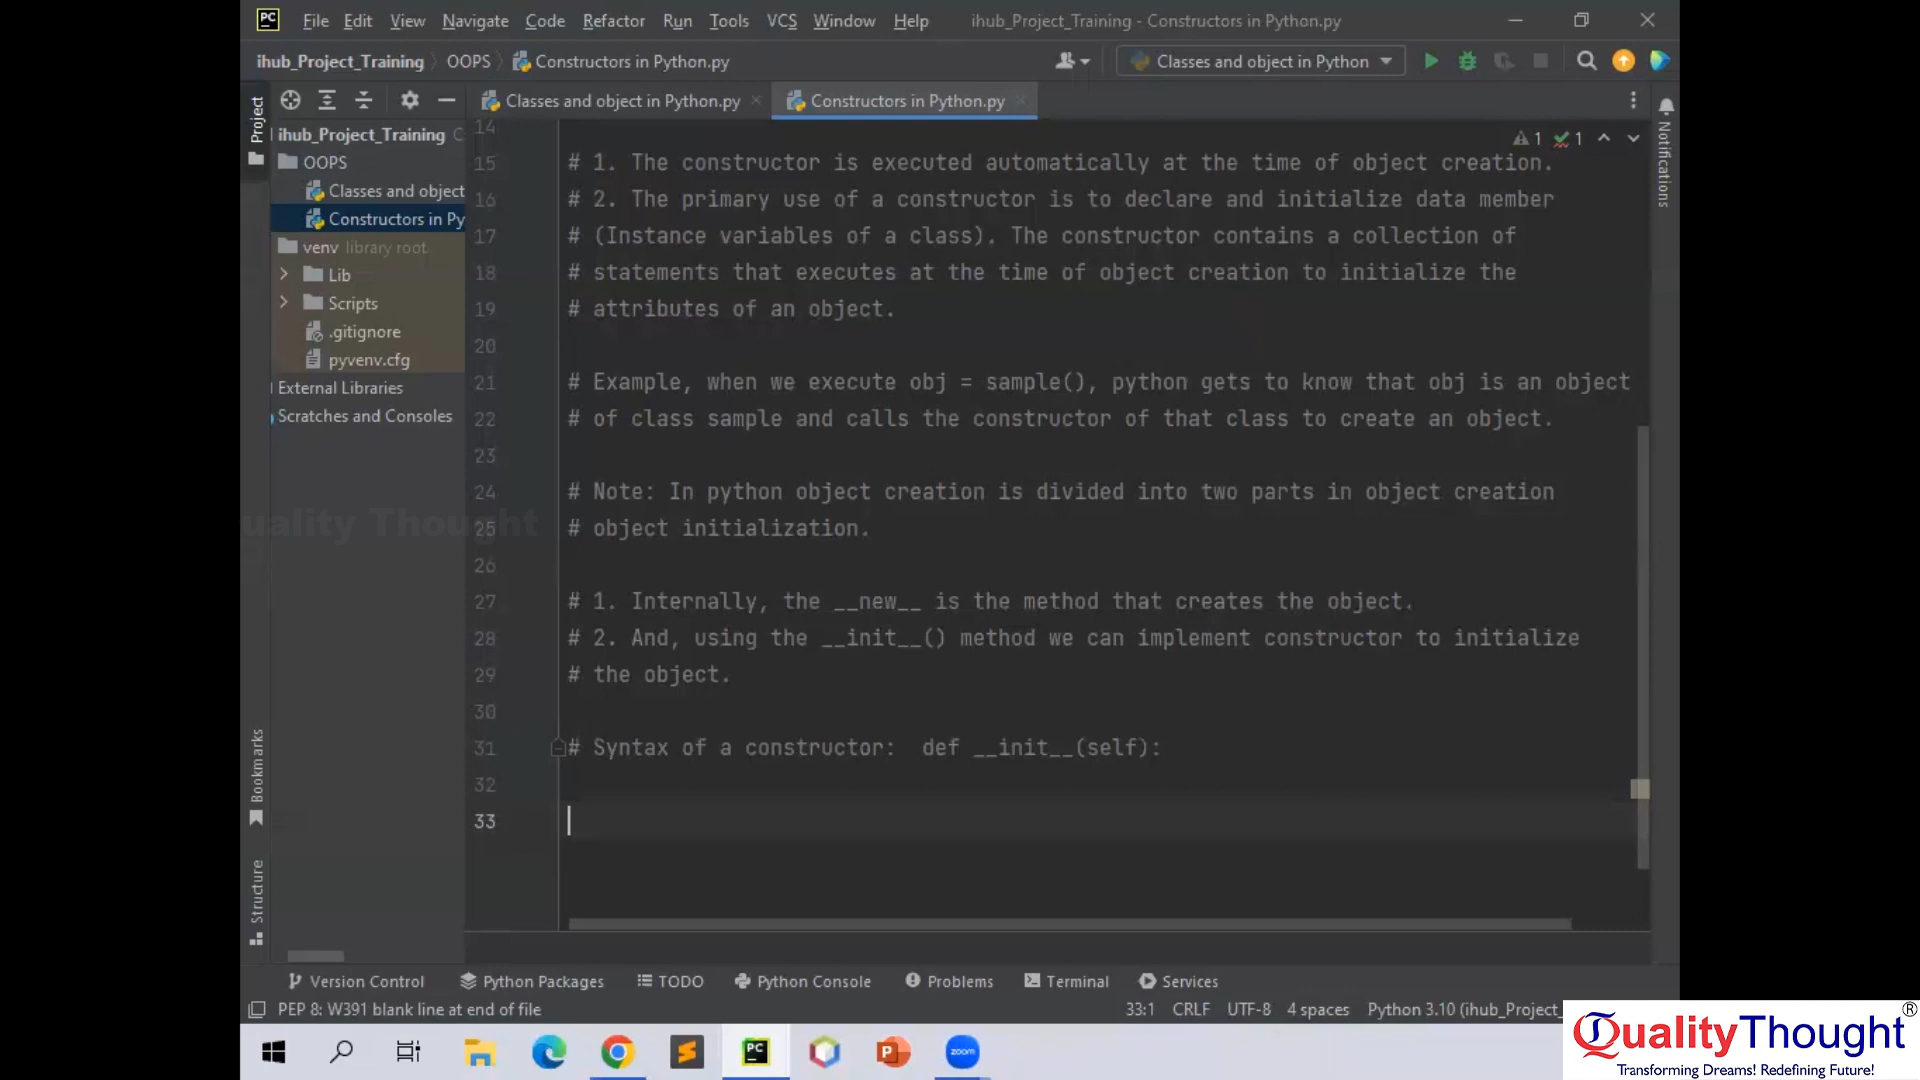 PC File Edit View Navigate Code Refactor Run Tools VCS Window Help ihub_Project_Training - Constructors in Python.py
ihub_Project_Training OOPS Constructors in Python.py Classes and object in Python
Project
Classes and object in Python.py Constructors in Python.py
Notifications
ihub_Project_Training C
OOPS
Classes and object
Constructors in Py
venv library root
Lib
Scripts
.gitignore
pyvenv.cfg
External Libraries
Scratches and Consoles
1 1
14
15 # 1. The constructor is executed automatically at the time of object creation.
16 # 2. The primary use of a constructor is to declare and initialize data member
17 # (Instance variables of a class). The constructor contains a collection of
18 # statements that executes at the time of object creation to initialize the
19 # attributes of an object.
20
21 # Example, when we execute obj = sample(), python gets to know that obj is an object
22 # of class sample and calls the constructor of that class to create an object.
23
24 # Note: In python object creation is divided into two parts in object creation
25 # object initialization.
26
27 # 1. Internally, the __new__ is the method that creates the object.
28 # 2. And, using the __init__() method we can implement constructor to initialize
29 # the object.
30
31 # Syntax of a constructor:  def __init__(self):
32
33
uality Thought
Bookmarks
Structure
Version Control Python Packages TODO Python Console Problems Terminal Services
PEP 8: W391 blank line at end of file 33:1 CRLF UTF-8 4 spaces Python 3.10 (ihub_Project_
PC zoom
QualityThought®
Transforming Dreams! Redefining Future!